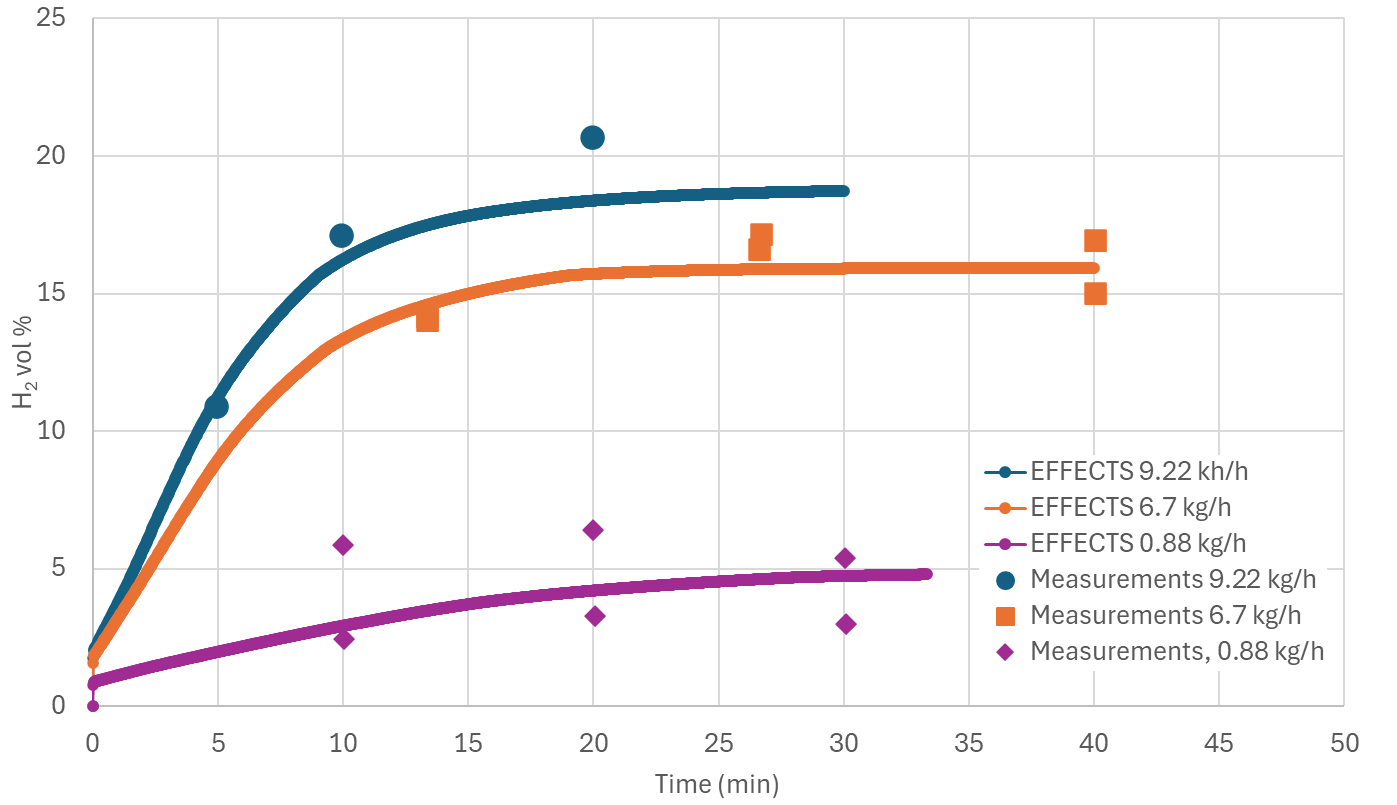 25
20
15
10
5
0
H₂ vol %
0 5 10 15 20 25 30 35 40 45 50
Time (min)
EFFECTS 9.22 kh/h
EFFECTS 6.7 kg/h
EFFECTS 0.88 kg/h
Measurements 9.22 kg/h
Measurements 6.7 kg/h
Measurements, 0.88 kg/h